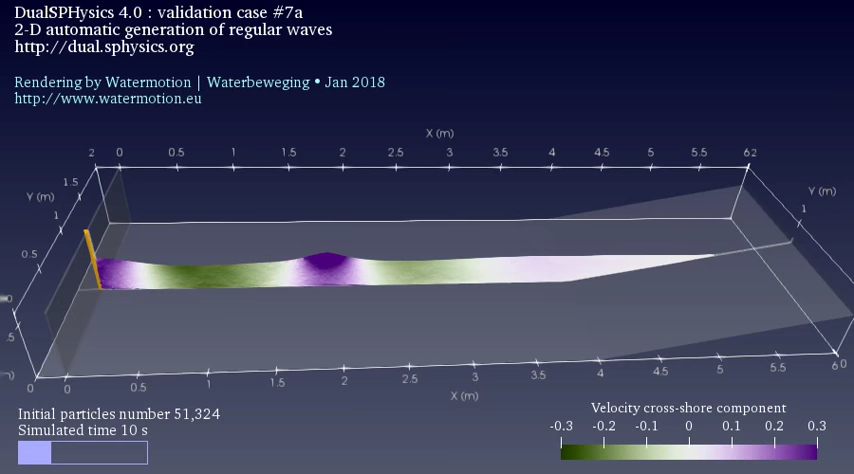 DualSPHysics 4.0 : validation case #7a
2-D automatic generation of regular waves
http://dual.sphysics.org
Rendering by Watermotion | Waterbeweging • Jan 2018
http://www.watermotion.eu
X (m)
2 0 0.5 1 1.5 2 2.5 3 3.5 4 4.5 5 5.5 62
1.5
Y (m)
Y (m)
1
1
0.5
.5
0 0 0.5 1 1.5 2 2.5 3 3.5 4 4.5 5 5.5 60
X (m)
Initial particles number 51,324
Simulated time 10 s
Velocity cross-shore component
-0.3 -0.2 -0.1 0 0.1 0.2 0.3